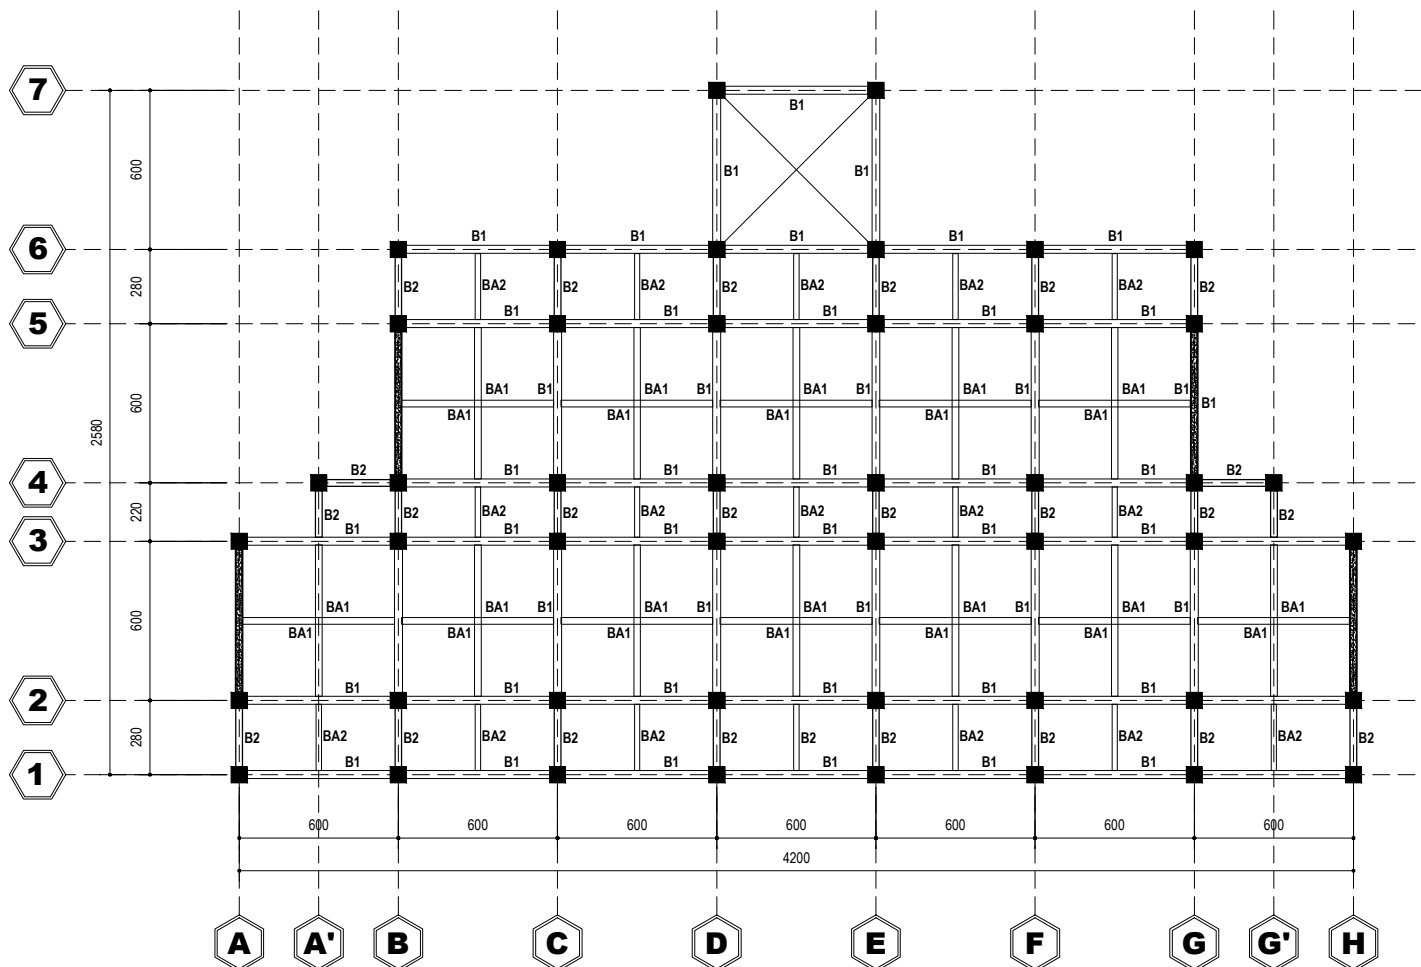 7
B1
600
B1 B1
6
B1 B1 B1 B1 B1
280
B2 BA2 B2 BA2 B2 BA2 B2 BA2 B2 BA2 B2
B1 B1 B1 B1 B1
5
600
BA1 B1 BA1 B1 BA1 B1 BA1 B1 BA1 B1
B1
BA1 BA1 BA1 BA1 BA1
2580
B2 B1 B1 B1 B1 B1 B2
4
220
B2 B2 BA2 B2 BA2 B2 BA2 B2 BA2 B2 BA2 B2 B2
B1 B1 B1 B1 B1 B1
3
600
BA1 BA1 B1 BA1 B1 BA1 B1 BA1 B1 BA1 B1 BA1
BA1 BA1 BA1 BA1 BA1 BA1 BA1
B1 B1 B1 B1 B1 B1
2
280
B2 BA2 B2 BA2 B2 BA2 B2 BA2 B2 BA2 B2 BA2 B2 BA2 B2
B1 B1 B1 B1 B1 B1
1
600 600 600 600 600 600 600
4200
A A' B C D E F G G' H